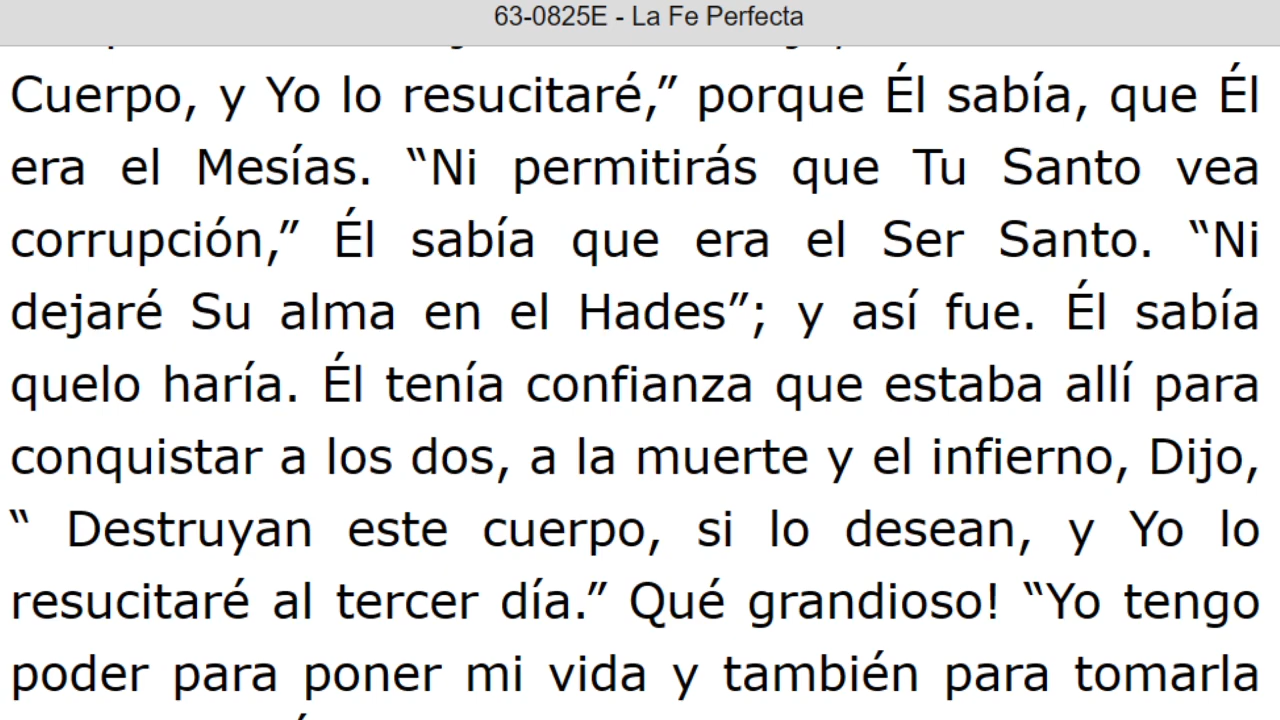 63-0825E - La Fe Perfecta
Cuerpo, y Yo lo resucitaré,” porque Él sabía, que Él
era el Mesías. “Ni permitirás que Tu Santo vea
corrupción,” Él sabía que era el Ser Santo. “Ni
dejaré Su alma en el Hades”; y así fue. Él sabía
quelo haría. Él tenía confianza que estaba allí para
conquistar a los dos, a la muerte y el infierno, Dijo,
“ Destruyan este cuerpo, si lo desean, y Yo lo
resucitaré al tercer día.” Qué grandioso! “Yo tengo
poder para poner mi vida y también para tomarla